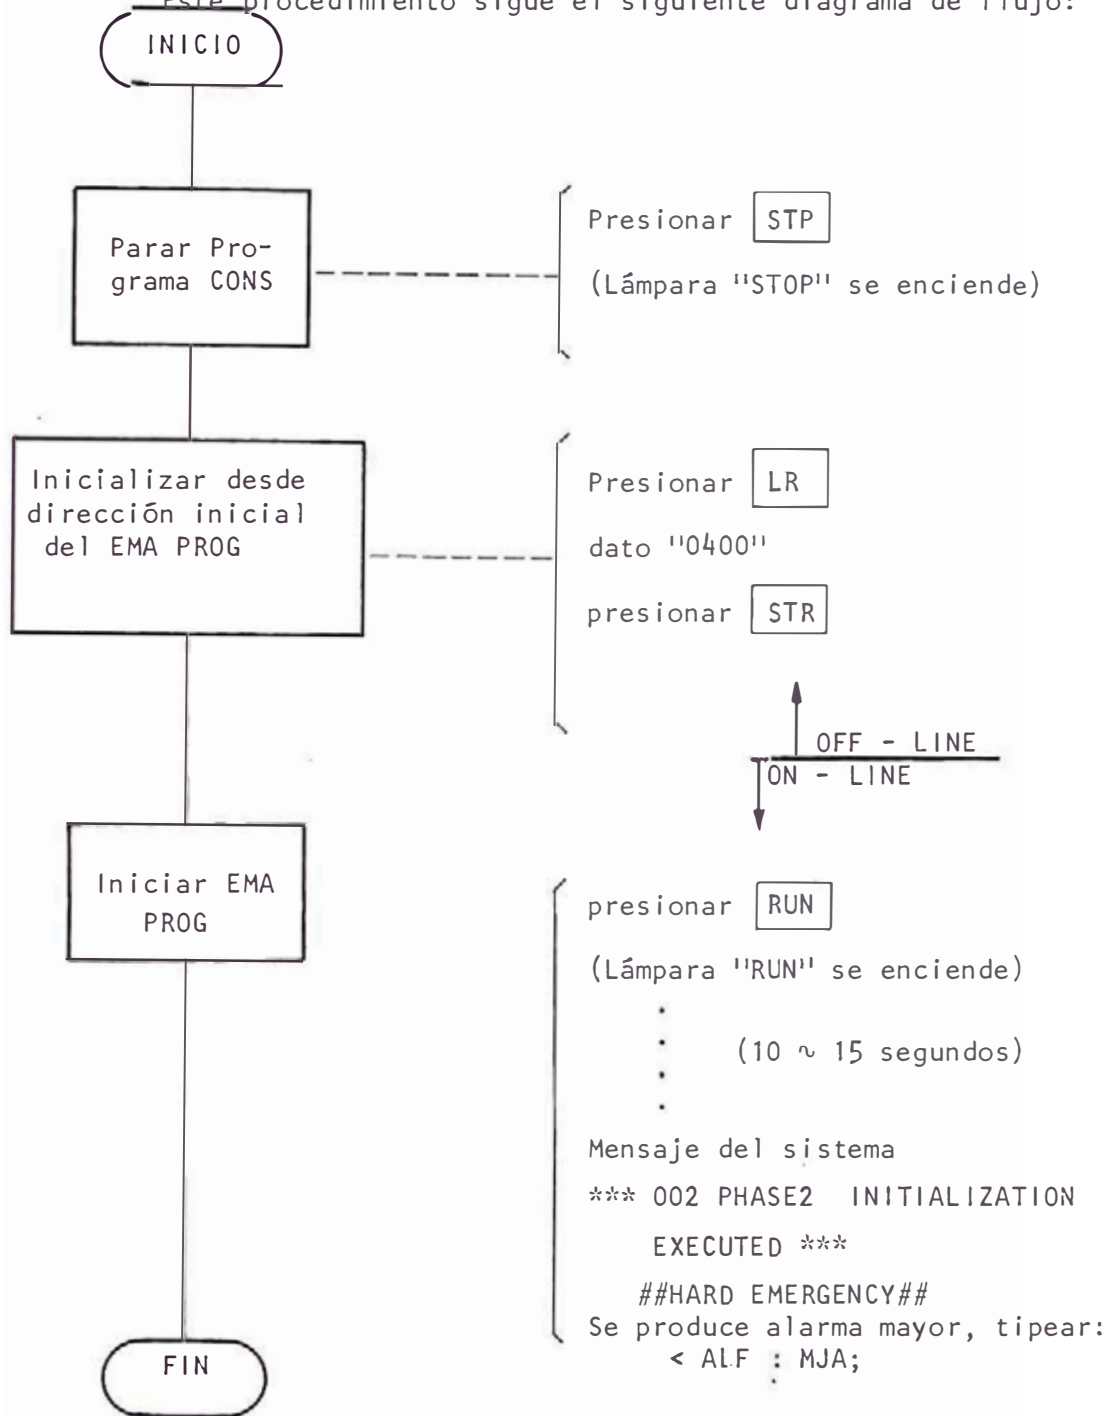 Este procedimiento sigue el siguiente diagrama de flujo:
INICIO
Parar Pro-
grama CONS
Presionar STP
(Lámpara "STOP" se enciende)
Inicializar desde
dirección inicial
del EMA PROG
Presionar LR
dato "0400"
presionar STR
OFF - LINE
ON - LINE
Iniciar EMA
PROG
presionar RUN
(Lámpara "RUN" se enciende)
(10 ~ 15 segundos)
Mensaje del sistema
*** 002 PHASE2 INITIALIZATION
EXECUTED ***
##HARD EMERGENCY##
Se produce alarma mayor, tipear:
< ALF : MJA;
FIN